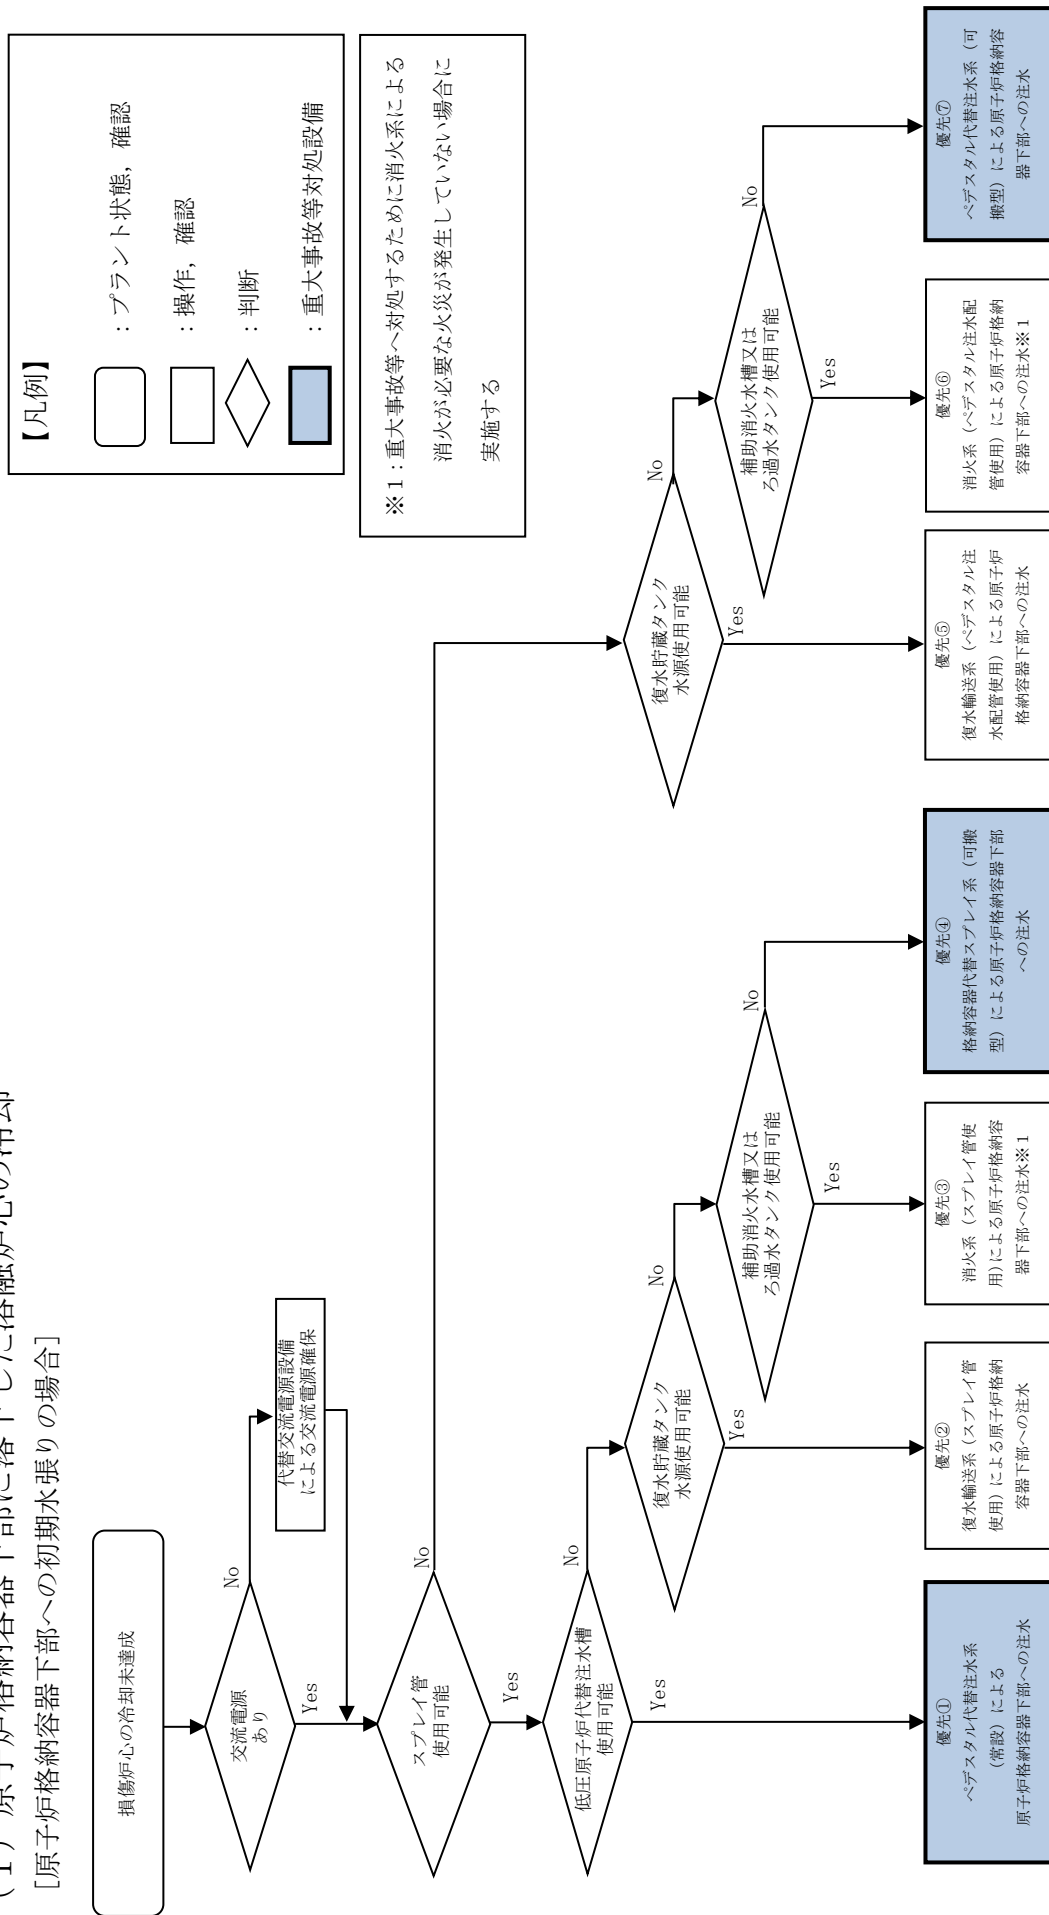 (１) 原子炉格納容器下部に落下した溶融炉心の冷却
[原子炉格納容器下部への初期水張りの場合]
【凡例】
：プラント状態，確認
：操作，確認
：判断
：重大事故等対処設備
※１：重大事故等へ対処するために消火系による
消火が必要な火災が発生していない場合に
実施する
損傷炉心の冷却未達成
交流電源
あり
No
Yes
代替交流電源設備
による交流電源確保
スプレイ管
使用可能
No
Yes
低圧原子炉代替注水槽
使用可能
No
Yes
復水貯蔵タンク
水源使用可能
No
Yes
補助消火水槽又は
ろ過水タンク使用可能
No
Yes
復水貯蔵タンク
水源使用可能
No
Yes
補助消火水槽又は
ろ過水タンク使用可能
No
Yes
優先①
ペデスタル代替注水系
（常設）による
原子炉格納容器下部への注水
優先②
復水輸送系（スプレイ管
使用）による原子炉格納
容器下部への注水
優先③
消火系（スプレイ管使
用）による原子炉格納容
器下部への注水※１
優先④
格納容器代替スプレイ系（可搬
型）による原子炉格納容器下部
への注水
優先⑤
復水輸送系（ペデスタル注
水配管使用）による原子炉
格納容器下部への注水
優先⑥
消火系（ペデスタル注水配
管使用）による原子炉格納
容器下部への注水※１
優先⑦
ペデスタル代替注水系（可
搬型）による原子炉格納容
器下部への注水